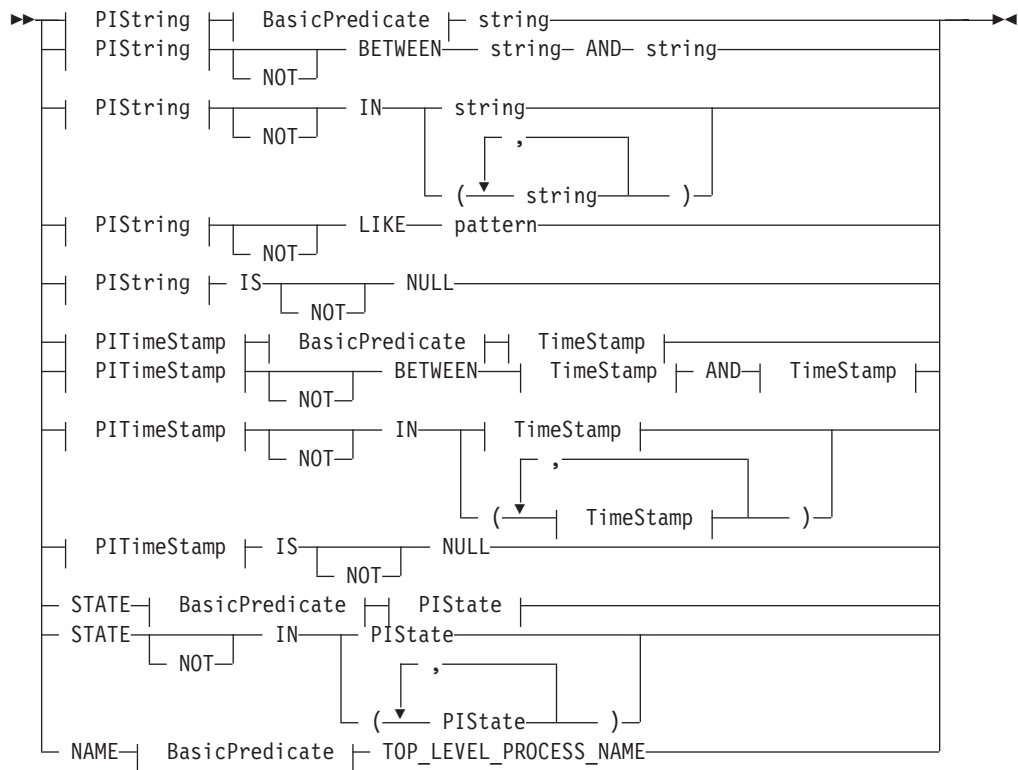 PIString BasicPredicate string
PIString BETWEEN string AND string
NOT
PIString IN string
NOT ,
( string )
PIString LIKE pattern
NOT
PIString IS NULL
NOT
PITimeStamp BasicPredicate TimeStamp
PITimeStamp BETWEEN TimeStamp AND TimeStamp
NOT
PITimeStamp IN TimeStamp
NOT ,
( TimeStamp )
PITimeStamp IS NULL
NOT
STATE BasicPredicate PIState
STATE IN PIState
NOT ,
( PIState )
NAME BasicPredicate TOP_LEVEL_PROCESS_NAME